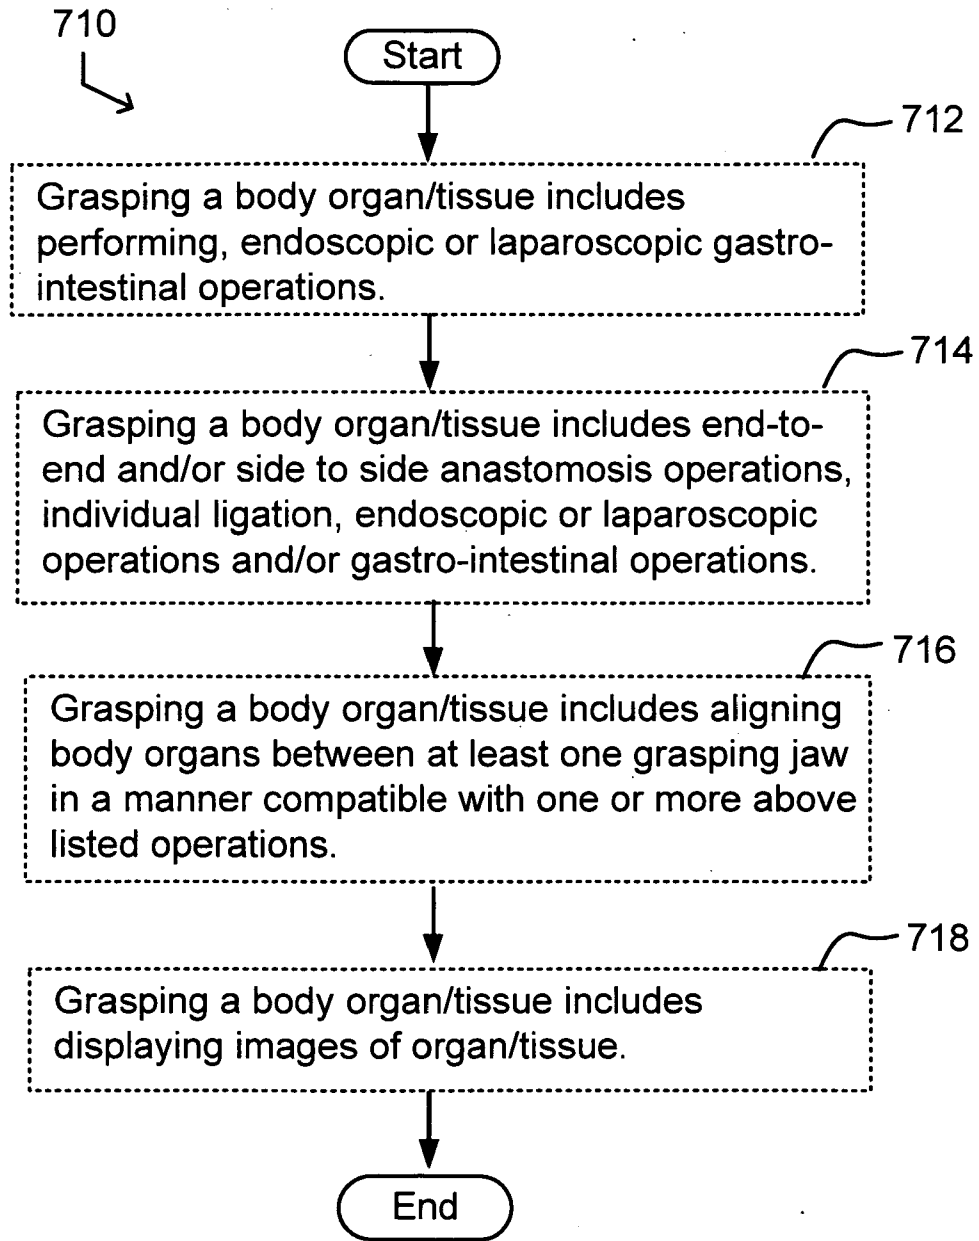 710
Start
712
Grasping a body organ/tissue includes
performing, endoscopic or laparoscopic gastro-
intestinal operations.
714
Grasping a body organ/tissue includes end-to-
end and/or side to side anastomosis operations,
individual ligation, endoscopic or laparoscopic
operations and/or gastro-intestinal operations.
716
Grasping a body organ/tissue includes aligning
body organs between at least one grasping jaw
in a manner compatible with one or more above
listed operations.
718
Grasping a body organ/tissue includes
displaying images of organ/tissue.
End